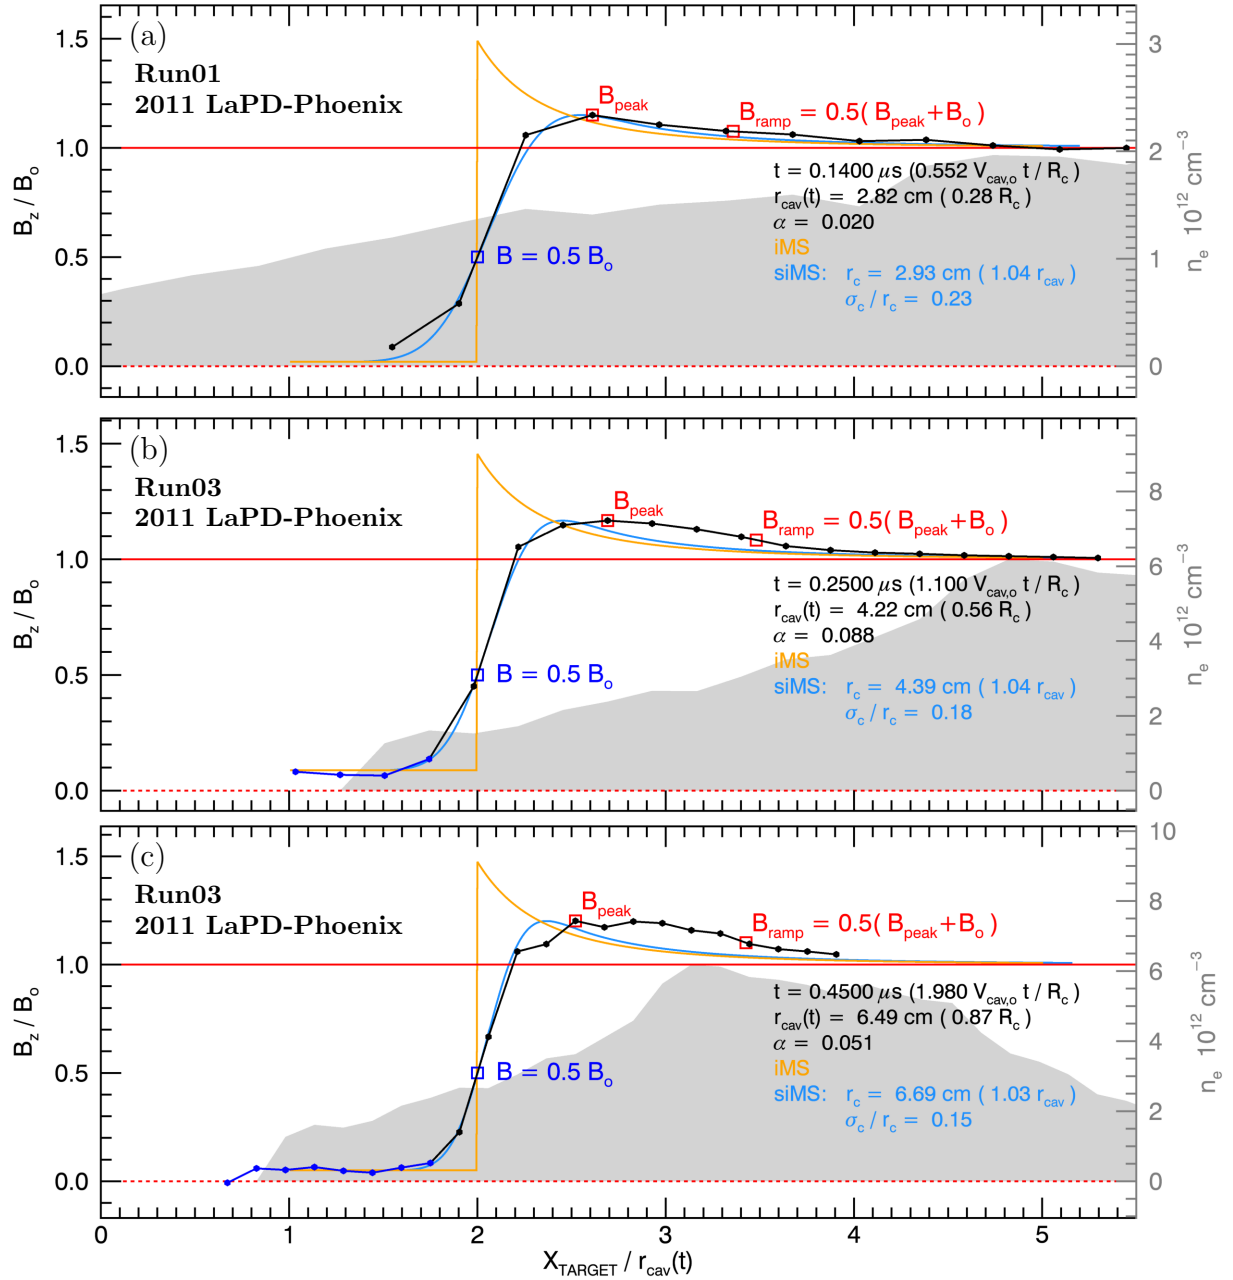 (a)
Run01
2011 LaPD-Phoenix
1.5
1.0
0.5
0.0
B_z / B_o
3
2
1
0
n_e 10^12 cm^-3
B_peak
B_ramp = 0.5( B_peak+B_o )
B = 0.5 B_o
t = 0.1400 μs (0.552 V_cav,o t / R_c )
r_cav(t) = 2.82 cm ( 0.28 R_c )
α = 0.020
iMS
siMS: r_c = 2.93 cm ( 1.04 r_cav )
σ_c / r_c = 0.23
(b)
Run03
2011 LaPD-Phoenix
1.5
1.0
0.5
0.0
B_z / B_o
8
6
4
2
0
n_e 10^12 cm^-3
B_peak
B_ramp = 0.5( B_peak+B_o )
B = 0.5 B_o
t = 0.2500 μs (1.100 V_cav,o t / R_c )
r_cav(t) = 4.22 cm ( 0.56 R_c )
α = 0.088
iMS
siMS: r_c = 4.39 cm ( 1.04 r_cav )
σ_c / r_c = 0.18
(c)
Run03
2011 LaPD-Phoenix
1.5
1.0
0.5
0.0
B_z / B_o
10
8
6
4
2
0
n_e 10^12 cm^-3
B_peak
B_ramp = 0.5( B_peak+B_o )
B = 0.5 B_o
t = 0.4500 μs (1.980 V_cav,o t / R_c )
r_cav(t) = 6.49 cm ( 0.87 R_c )
α = 0.051
iMS
siMS: r_c = 6.69 cm ( 1.03 r_cav )
σ_c / r_c = 0.15
0 1 2 3 4 5
X_TARGET / r_cav(t)